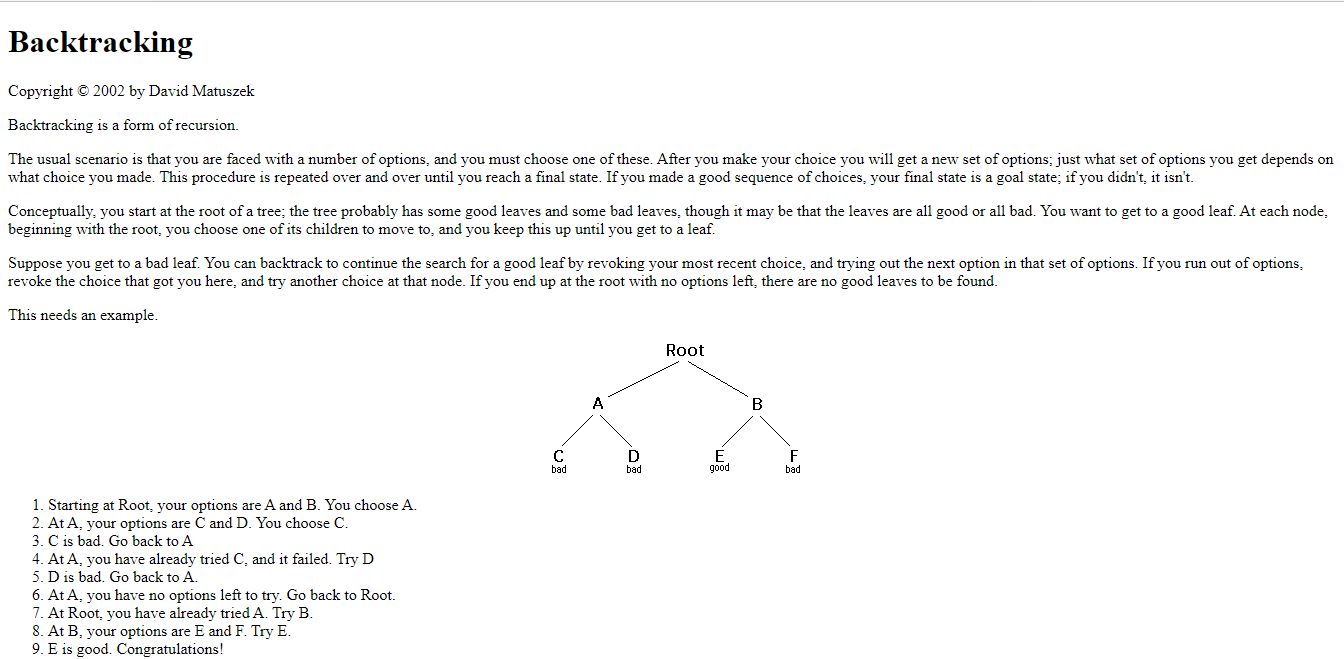 Backtracking
Copyright © 2002 by David Matuszek
Backtracking is a form of recursion.
The usual scenario is that you are faced with a number of options, and you must choose one of these. After you make your choice you will get a new set of options; just what set of options you get depends on
what choice you made. This procedure is repeated over and over until you reach a final state. If you made a good sequence of choices, your final state is a goal state; if you didn't, it isn't.
Conceptually, you start at the root of a tree; the tree probably has some good leaves and some bad leaves, though it may be that the leaves are all good or all bad. You want to get to a good leaf. At each node,
beginning with the root, you choose one of its children to move to, and you keep this up until you get to a leaf.
Suppose you get to a bad leaf. You can backtrack to continue the search for a good leaf by revoking your most recent choice, and trying out the next option in that set of options. If you run out of options,
revoke the choice that got you here, and try another choice at that node. If you end up at the root with no options left, there are no good leaves to be found.
This needs an example.
Root
A B
C D E F
bad bad good bad
1. Starting at Root, your options are A and B. You choose A.
2. At A, your options are C and D. You choose C.
3. C is bad. Go back to A
4. At A, you have already tried C, and it failed. Try D
5. D is bad. Go back to A.
6. At A, you have no options left to try. Go back to Root.
7. At Root, you have already tried A. Try B.
8. At B, your options are E and F. Try E.
9. E is good. Congratulations!